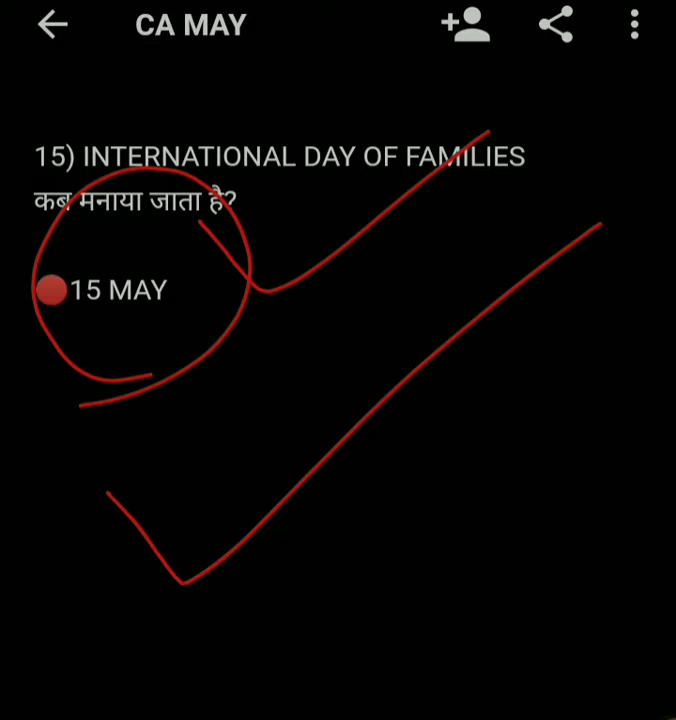 CA MAY
15) INTERNATIONAL DAY OF FAMILIES
कब मनाया जाता है?
15 MAY